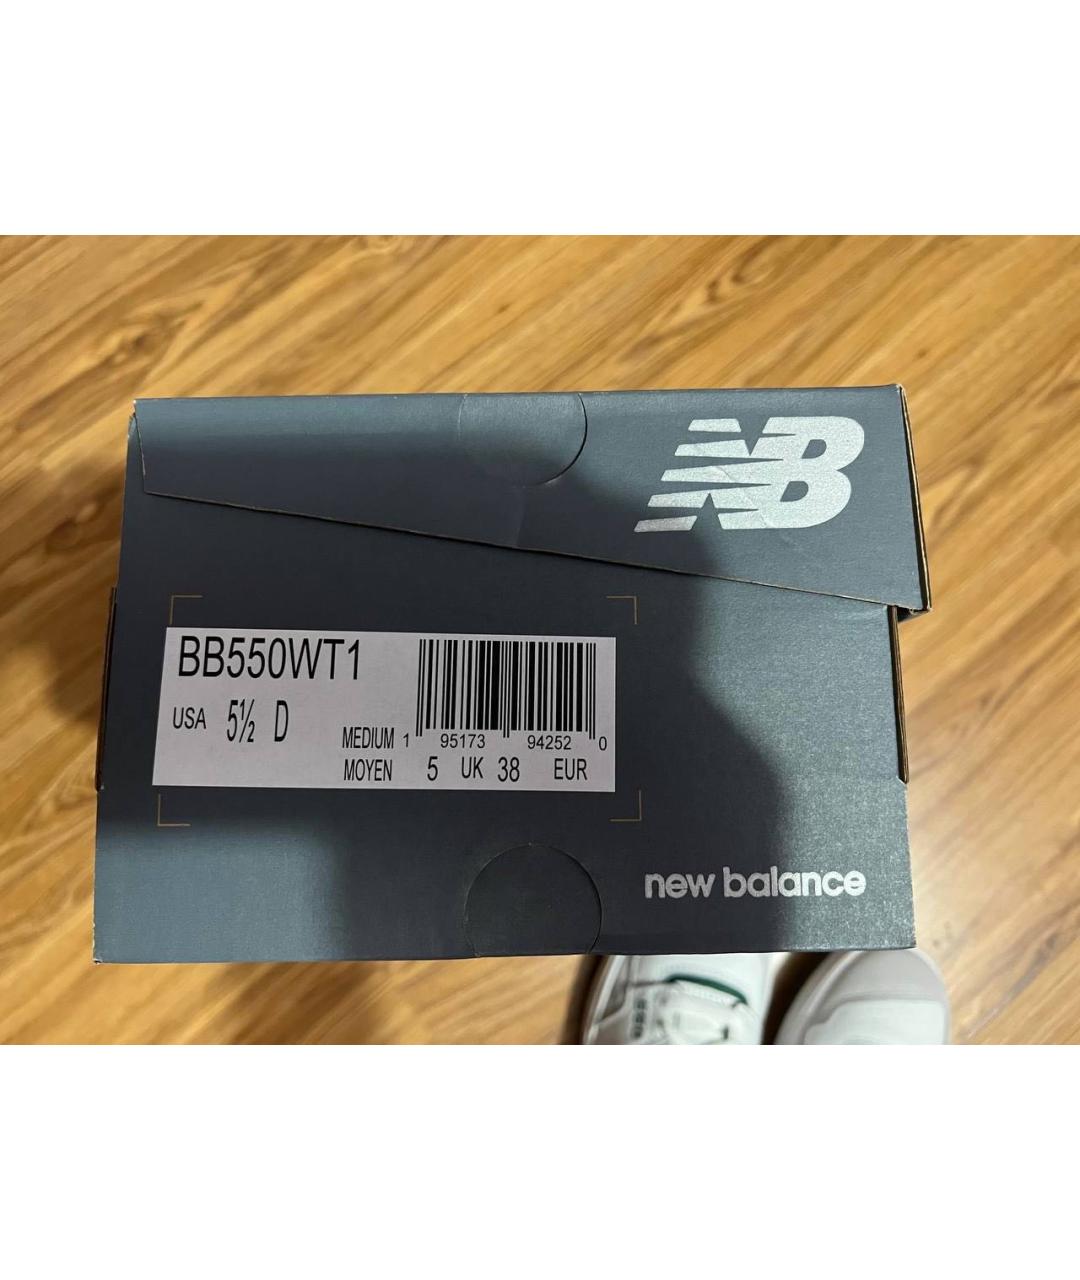 NB
BB550WT1
USA 5½ D
MEDIUM 1 95173 94252 0
MOYEN 5 UK 38 EUR
new balance